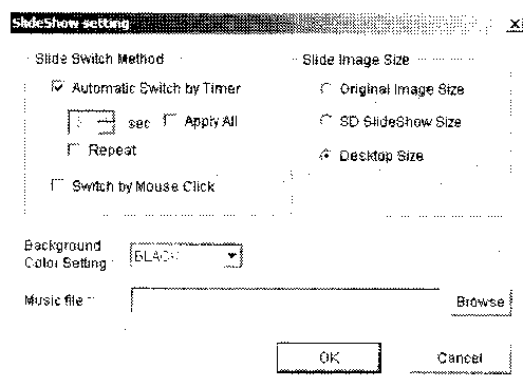 SlideShow setting
Slide Switch Method
Automatic Switch by Timer
sec Apply All
Repeat
Switch by Mouse Click
Slide Image Size
Original Image Size
SD SlideShow Size
Desktop Size
Background
Color Setting
BLACK
Music file
Browse
OK
Cancel